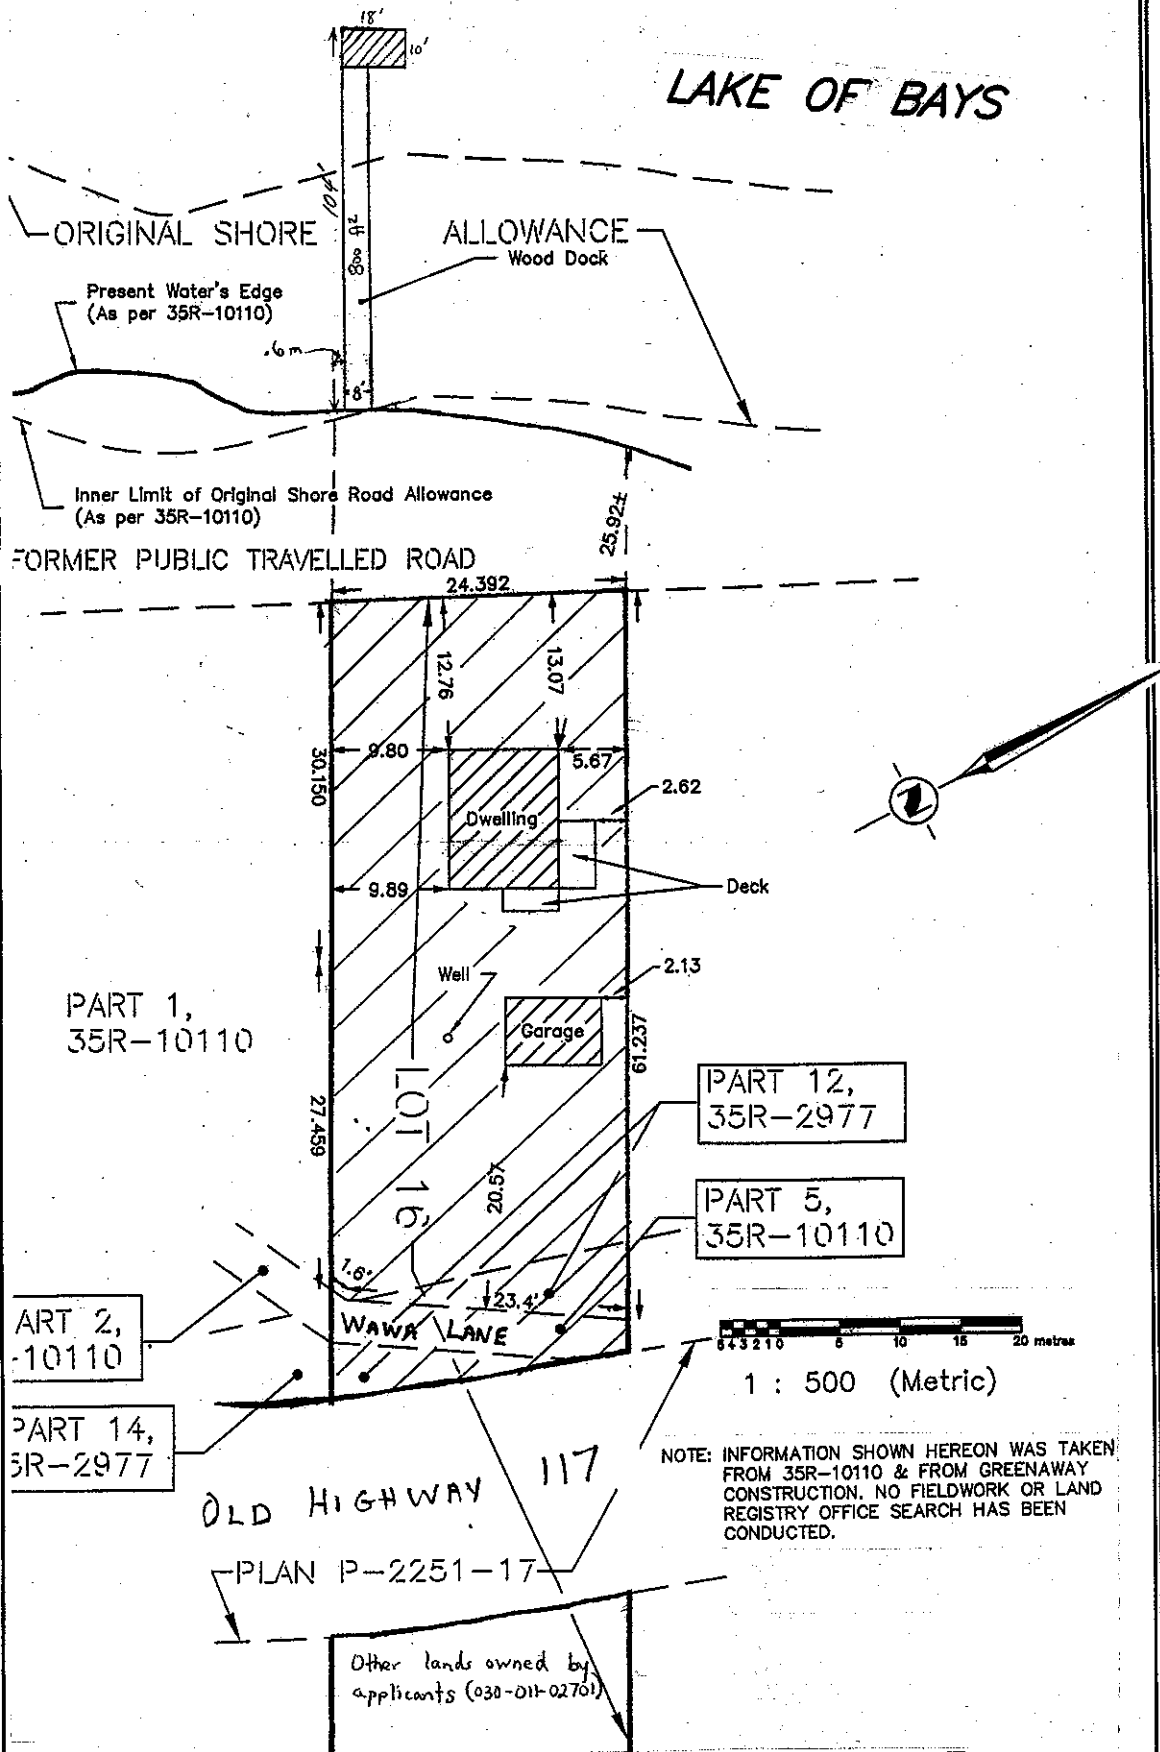 18'
10'
LAKE OF BAYS
104'
800 ft²
ORIGINAL SHORE
ALLOWANCE
Wood Dock
Present Water's Edge
(As per 35R-10110)
.6m
8'
Inner Limit of Original Shore Road Allowance
(As per 35R-10110)
25.92±
FORMER PUBLIC TRAVELLED ROAD
24.392
12.76
13.07
30.150
9.80
5.67
2.62
Dwelling
9.89
Deck
Well
2.13
PART 1,
35R-10110
Garage
61.237
LOT 16
27.459
20.57
PART 12,
35R-2977
PART 5,
35R-10110
1.6'
23.4'
WAWA LANE
ART 2,
-10110
5 4 3 2 1 0 5 10 15 20 metres
1 : 500 (Metric)
PART 14,
5R-2977
OLD HIGHWAY 117
NOTE: INFORMATION SHOWN HEREON WAS TAKEN
FROM 35R-10110 & FROM GREENAWAY
CONSTRUCTION. NO FIELDWORK OR LAND
REGISTRY OFFICE SEARCH HAS BEEN
CONDUCTED.
PLAN P-2251-17
Other lands owned by
applicants (030-011-02701)